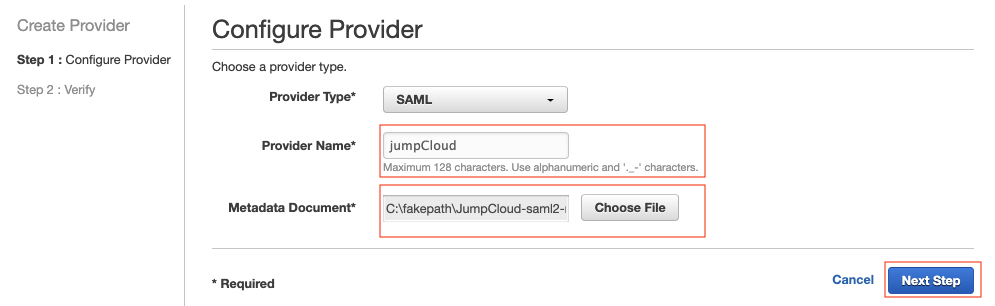 Create Provider
Step 1 : Configure Provider
Step 2 : Verify
Configure Provider
Choose a provider type.
Provider Type*
SAML
Provider Name*
jumpCloud
Maximum 128 characters. Use alphanumeric and '._-' characters.
Metadata Document*
C:\fakepath\JumpCloud-saml2-
Choose File
* Required
Cancel
Next Step